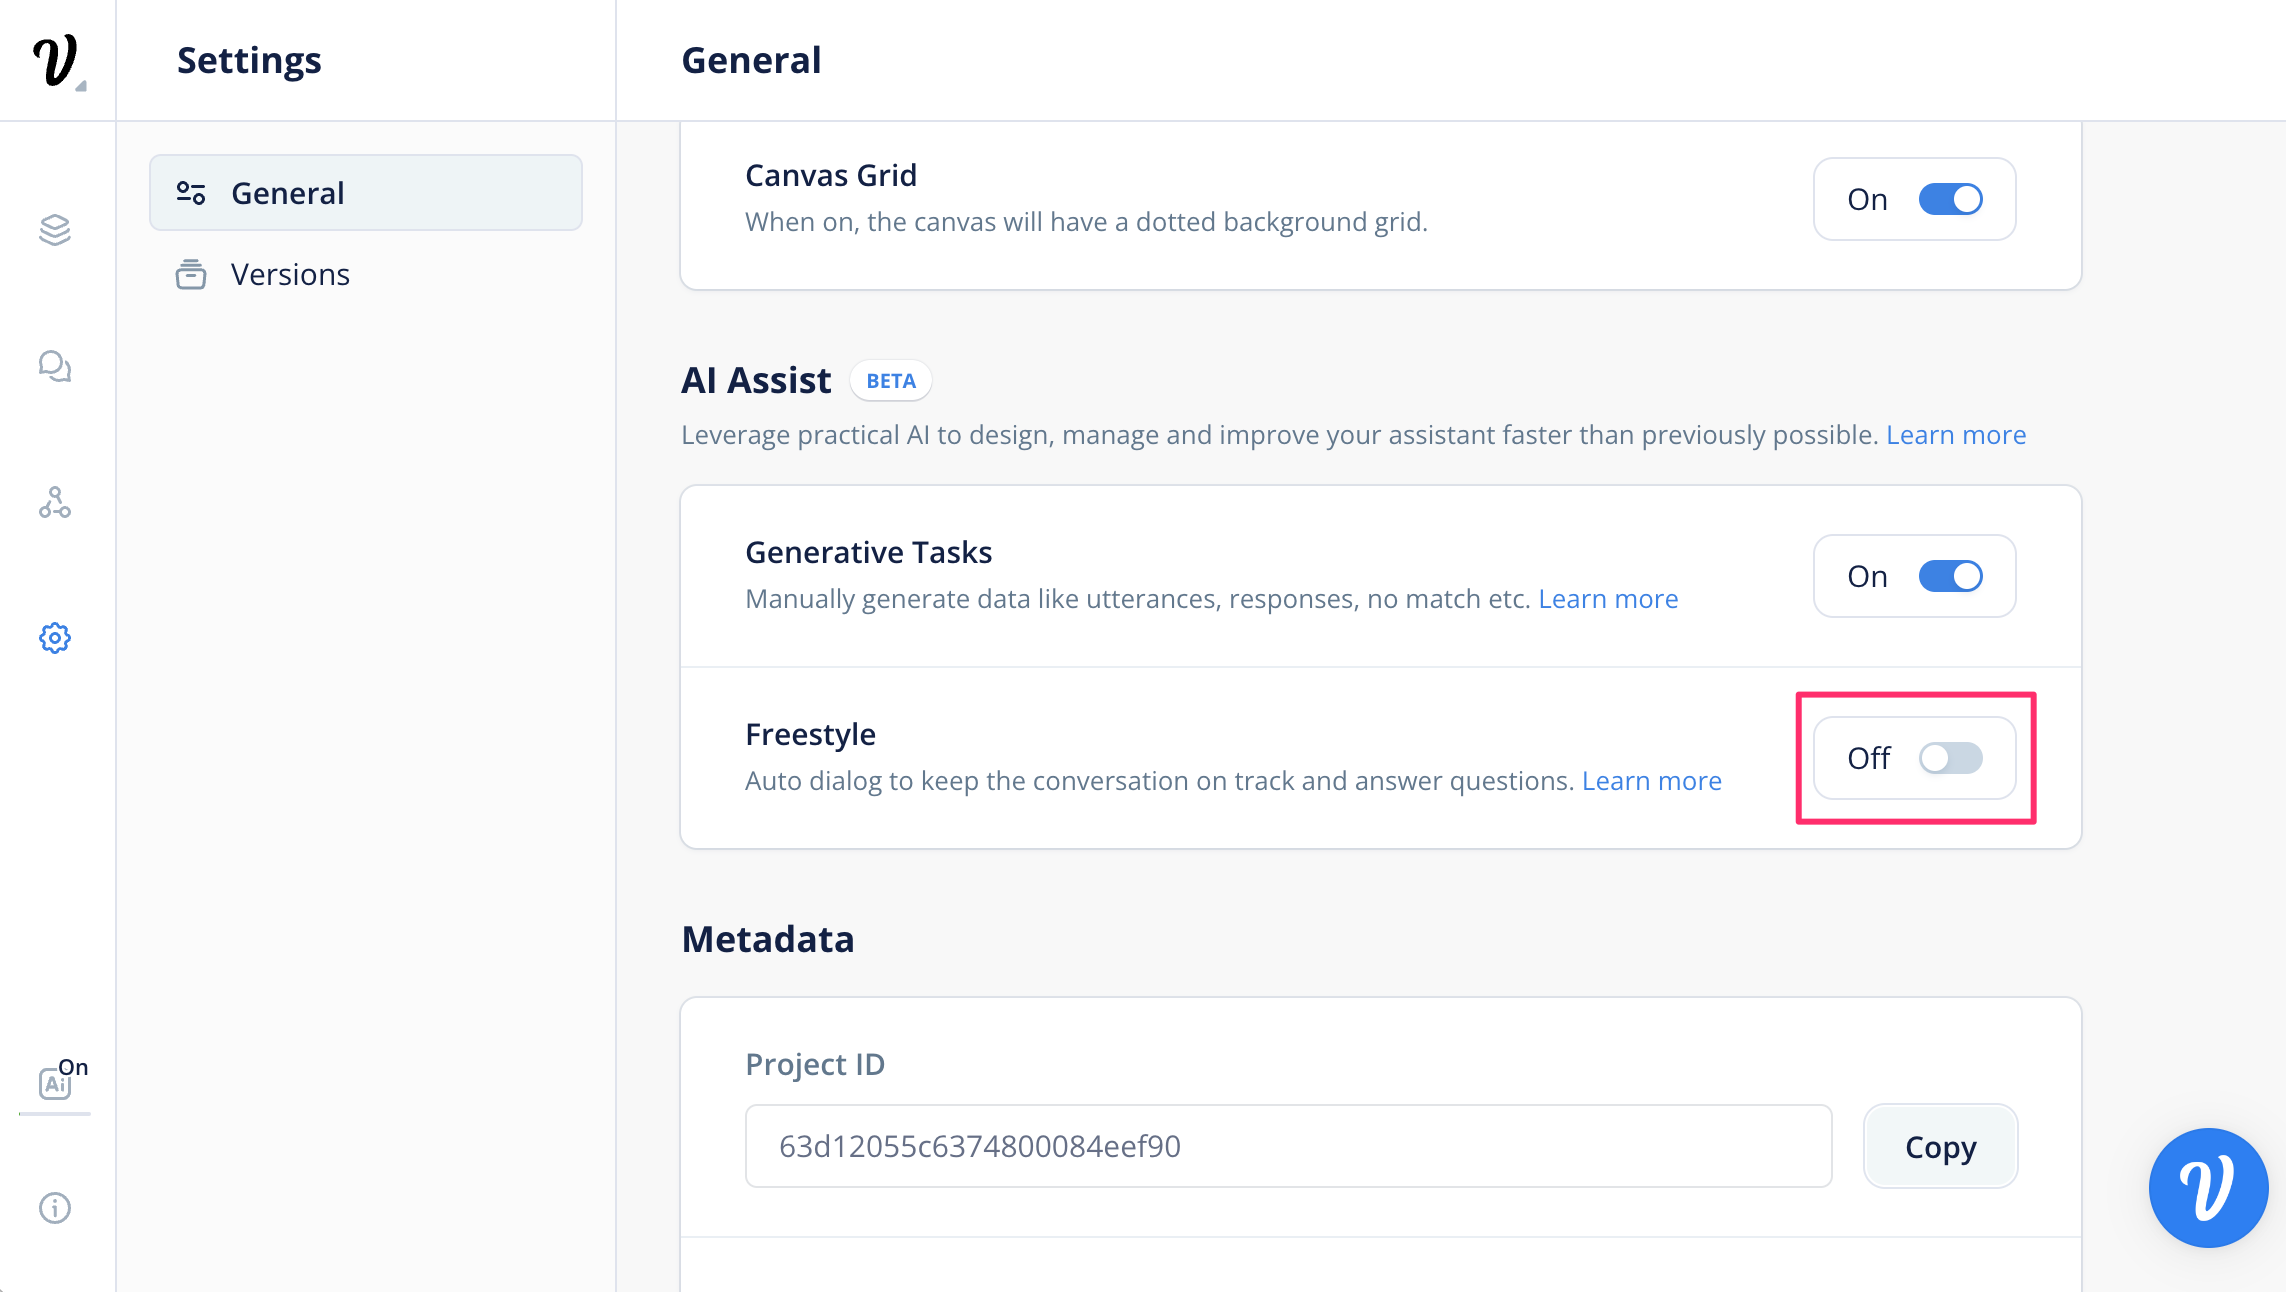 Settings
General
General
Versions
Canvas Grid
When on, the canvas will have a dotted background grid.
On
AI Assist BETA
Leverage practical AI to design, manage and improve your assistant faster than previously possible. Learn more
Generative Tasks
Manually generate data like utterances, responses, no match etc. Learn more
On
Freestyle
Auto dialog to keep the conversation on track and answer questions. Learn more
Off
Metadata
Project ID
63d12055c6374800084eef90
Copy
On
Ai